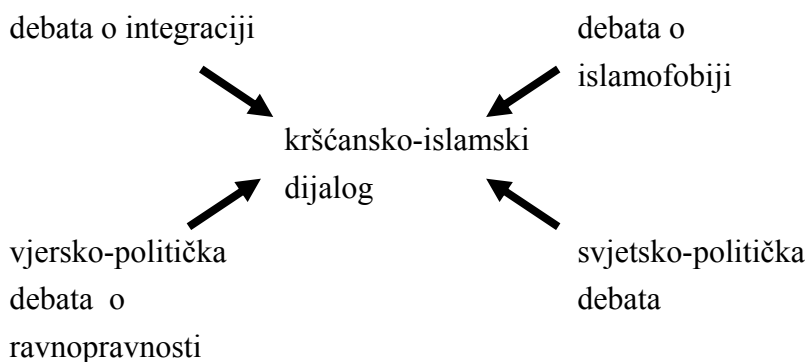 debata o integraciji
debata o
islamofobiji
kršćansko-islamski
dijalog
vjersko-politička
debata o
ravnopravnosti
svjetsko-politička
debata